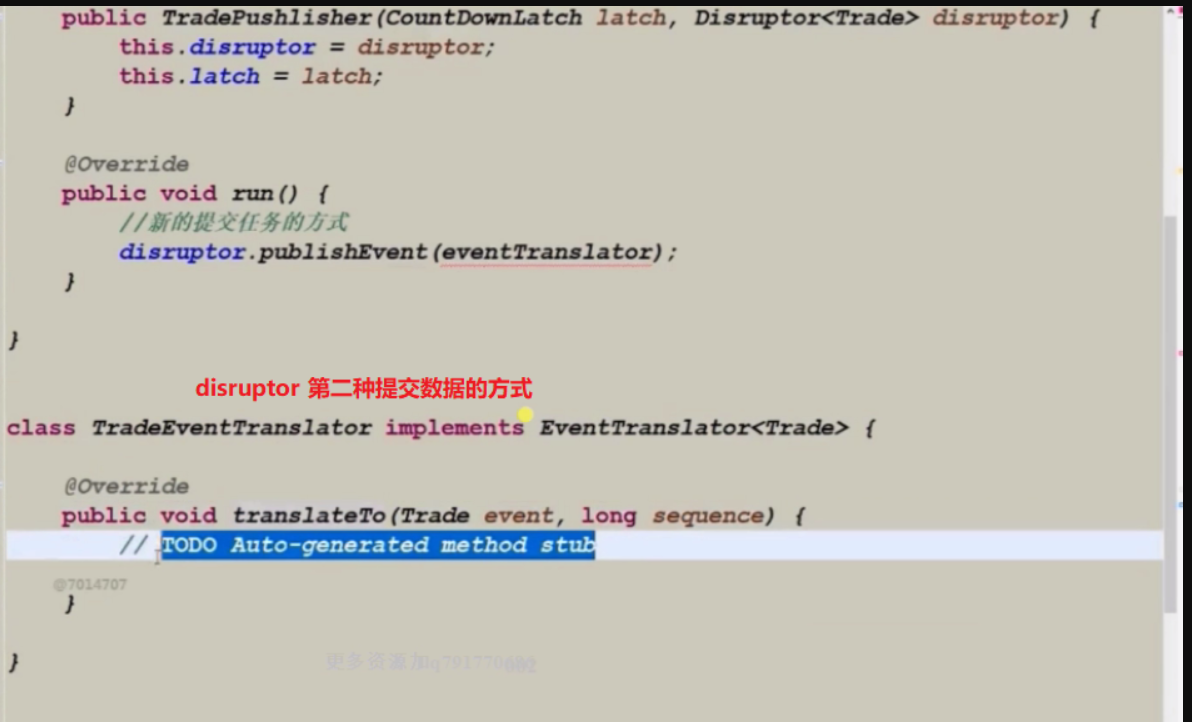 public TradePushlisher(CountDownLatch latch, Disruptor<Trade> disruptor) {
this.disruptor = disruptor;
this.latch = latch;
}
@Override
public void run() {
//新的提交任务的方式
disruptor.publishEvent(eventTranslator);
}
}
disruptor 第二种提交数据的方式
class TradeEventTranslator implements EventTranslator<Trade> {
@Override
public void translateTo(Trade event, long sequence) {
// TODO Auto-generated method stub
@7014707
}
}
更多资源加